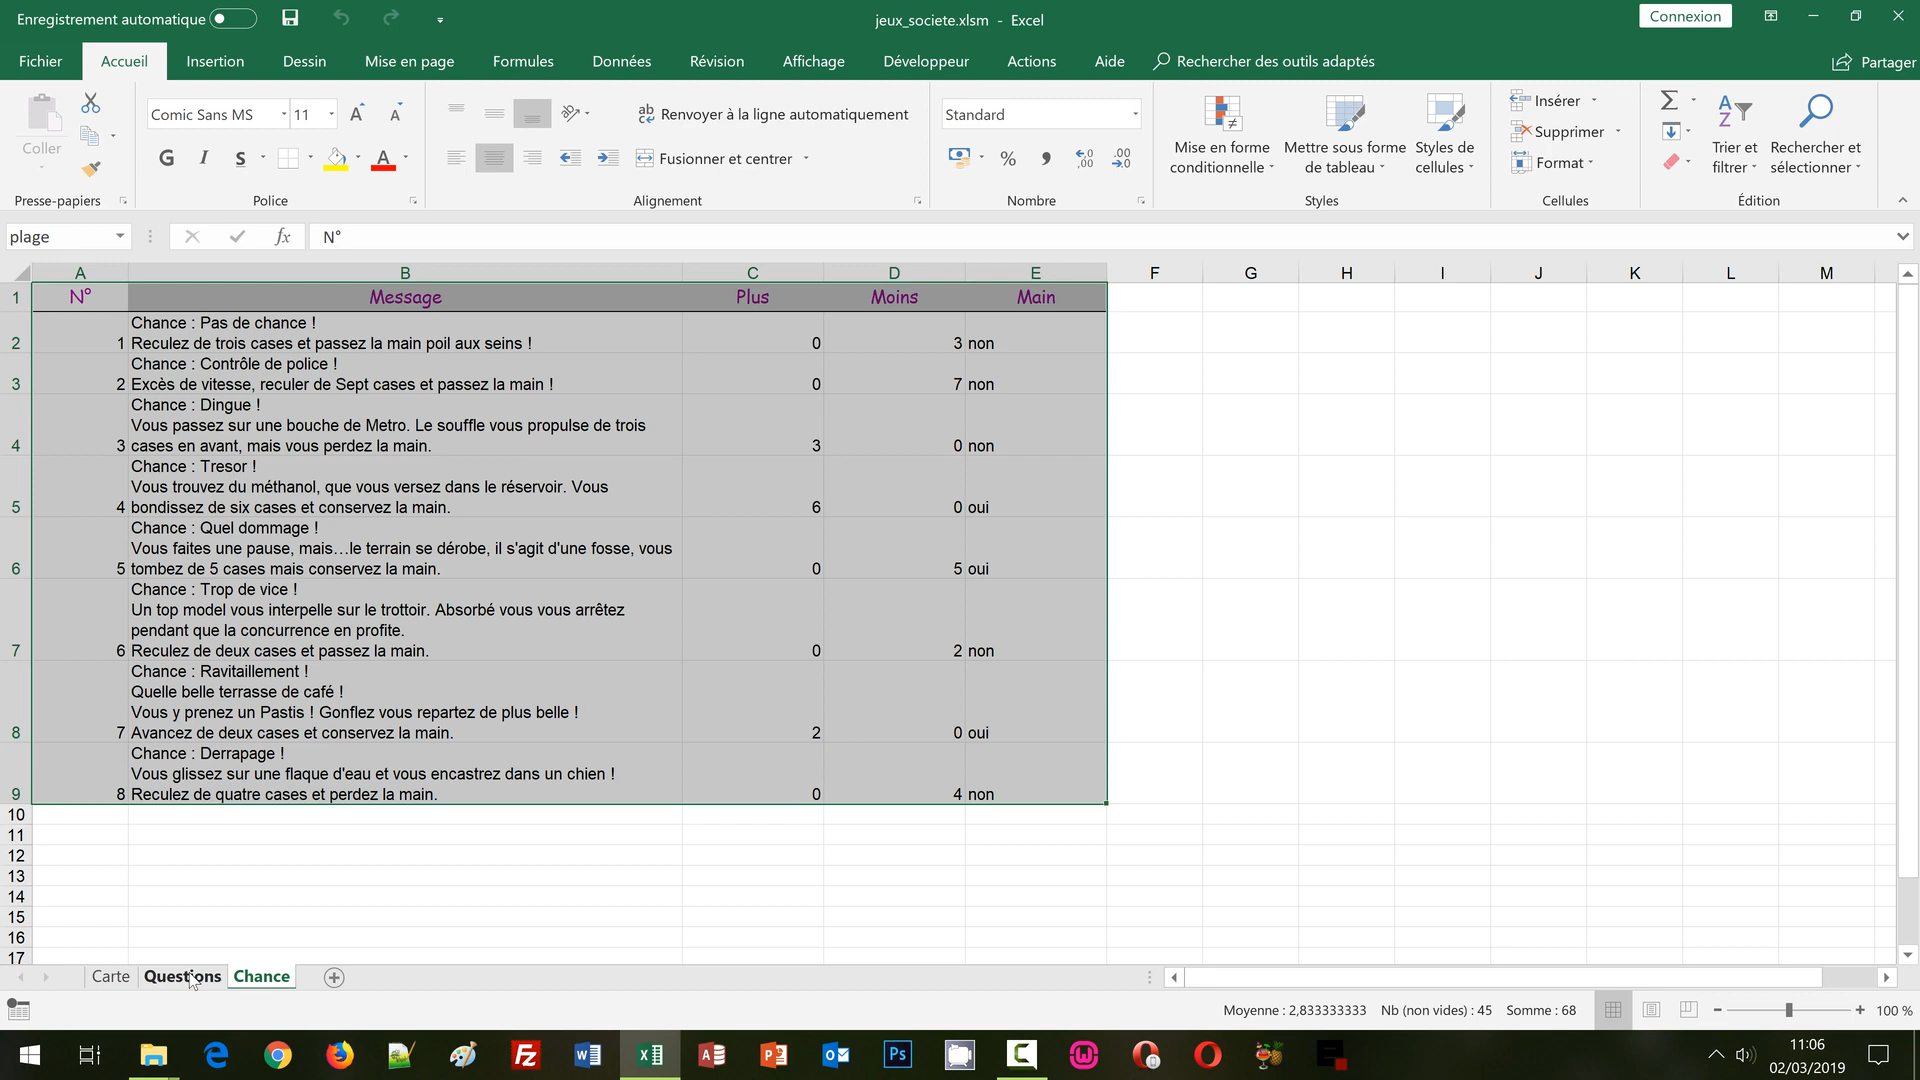 Enregistrement automatique
jeux_societe.xlsm - Excel
Connexion
Fichier Accueil Insertion Dessin Mise en page Formules Données Révision Affichage Développeur Actions Aide Rechercher des outils adaptés Partager
Coller
Comic Sans MS 11
G I S
Renvoyer à la ligne automatiquement
Fusionner et centrer
Standard
Mise en forme conditionnelle
Mettre sous forme de tableau
Styles de cellules
Insérer
Supprimer
Format
Trier et filtrer
Rechercher et sélectionner
Presse-papiers Police Alignement Nombre Styles Cellules Édition
plage fx N°
A B C D E F G H I J K L M
1 N° Message Plus Moins Main
Chance : Pas de chance !
2 1 Reculez de trois cases et passez la main poil aux seins ! 0 3 non
Chance : Contrôle de police !
3 2 Excès de vitesse, reculer de Sept cases et passez la main ! 0 7 non
Chance : Dingue !
Vous passez sur une bouche de Metro. Le souffle vous propulse de trois
4 3 cases en avant, mais vous perdez la main. 3 0 non
Chance : Tresor !
Vous trouvez du méthanol, que vous versez dans le réservoir. Vous
5 4 bondissez de six cases et conservez la main. 6 0 oui
Chance : Quel dommage !
Vous faites une pause, mais…le terrain se dérobe, il s'agit d'une fosse, vous
6 5 tombez de 5 cases mais conservez la main. 0 5 oui
Chance : Trop de vice !
Un top model vous interpelle sur le trottoir. Absorbé vous vous arrêtez
pendant que la concurrence en profite.
7 6 Reculez de deux cases et passez la main. 0 2 non
Chance : Ravitaillement !
Quelle belle terrasse de café !
Vous y prenez un Pastis ! Gonflez vous repartez de plus belle !
8 7 Avancez de deux cases et conservez la main. 2 0 oui
Chance : Derrapage !
Vous glissez sur une flaque d'eau et vous encastrez dans un chien !
9 8 Reculez de quatre cases et perdez la main. 0 4 non
10
11
12
13
14
15
16
17
Carte Questions Chance
Moyenne : 2,833333333 Nb (non vides) : 45 Somme : 68 100 %
11:06
02/03/2019